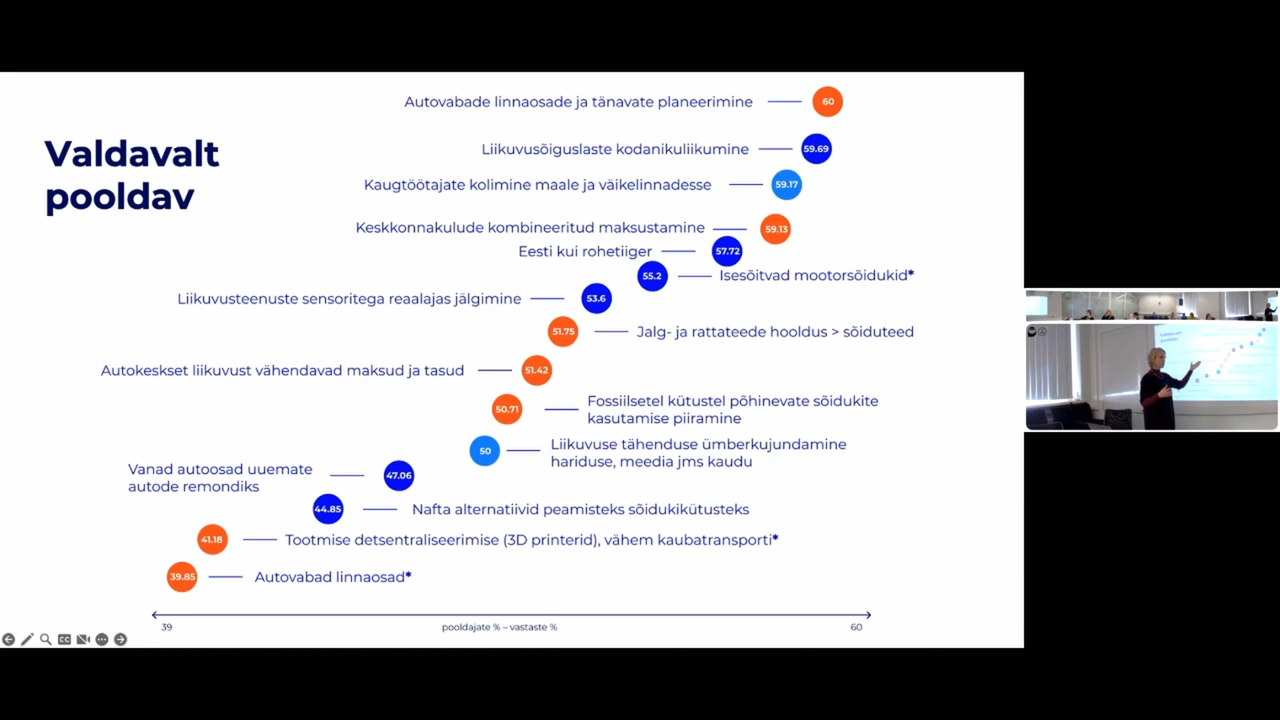 Valdavalt
pooldav
Autovabade linnaosade ja tänavate planeerimine
60
Liikuvusõiguslaste kodanikuliikumine
59.69
Kaugtöötajate kolimine maale ja väikelinnadesse
59.17
Keskkonnakulude kombineeritud maksustamine
59.13
Eesti kui rohetiiger
57.72
55.2
Isesõitvad mootorsõidukid*
Liikuvusteenuste sensoritega reaalajas jälgimine
53.6
51.75
Jalg- ja rattateede hooldus > sõiduteed
Autokeskset liikuvust vähendavad maksud ja tasud
51.42
50.71
Fossiilsetel kütustel põhinevate sõidukite
kasutamise piiramine
50
Liikuvuse tähenduse ümberkujundamine
hariduse, meedia jms kaudu
Vanad autoosad uuemate
autode remondiks
47.06
44.85
Nafta alternatiivid peamisteks sõidukikütusteks
41.18
Tootmise detsentraliseerimise (3D printerid), vähem kaubatransporti*
39.85
Autovabad linnaosad*
39
pooldajate % – vastaste %
60
Valdavalt
pooldav